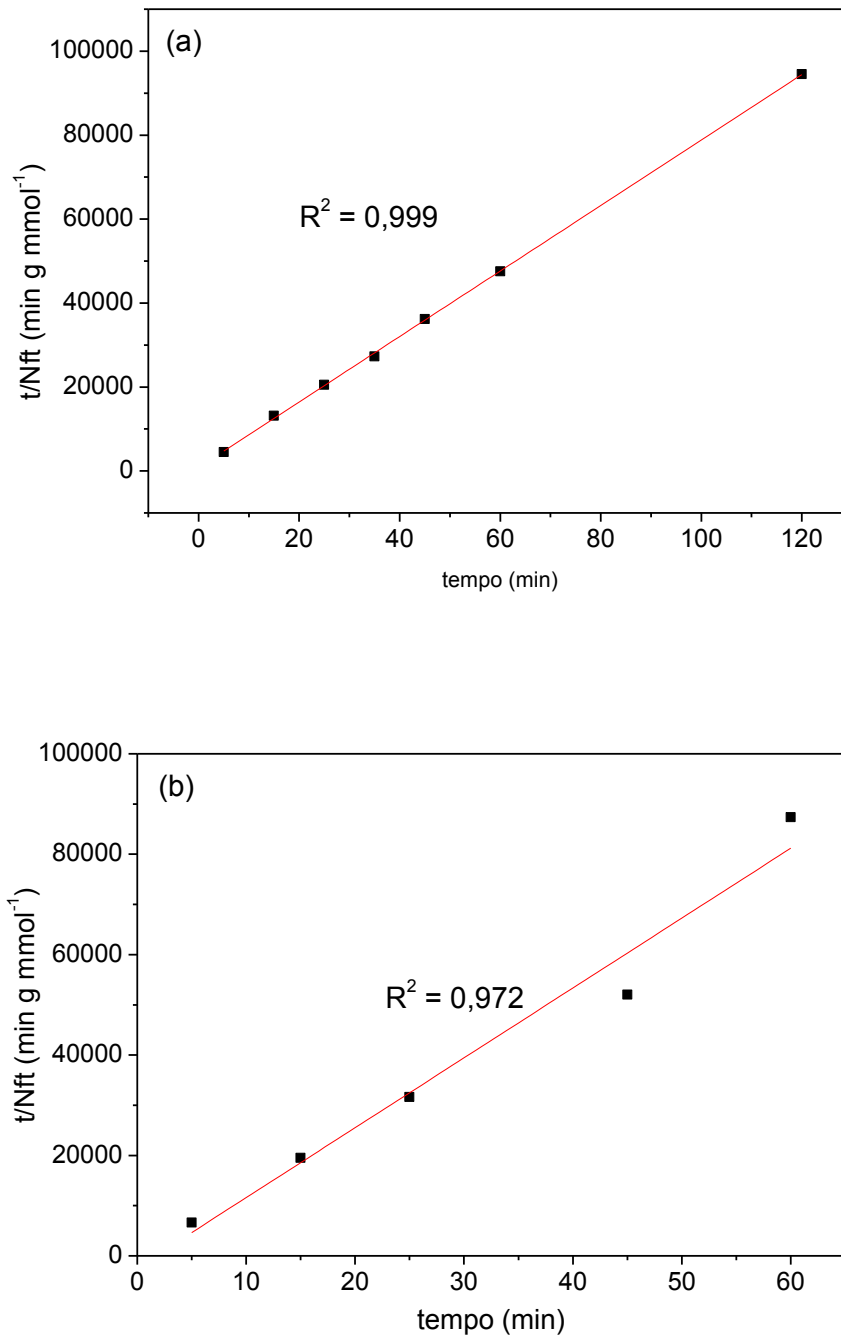 (a)
100000
80000
60000
40000
20000
0
t/Nft (min g mmol⁻¹)
R² = 0,999
0 20 40 60 80 100 120
tempo (min)
(b)
100000
80000
60000
40000
20000
0
t/Nft (min g mmol⁻¹)
R² = 0,972
0 10 20 30 40 50 60
tempo (min)